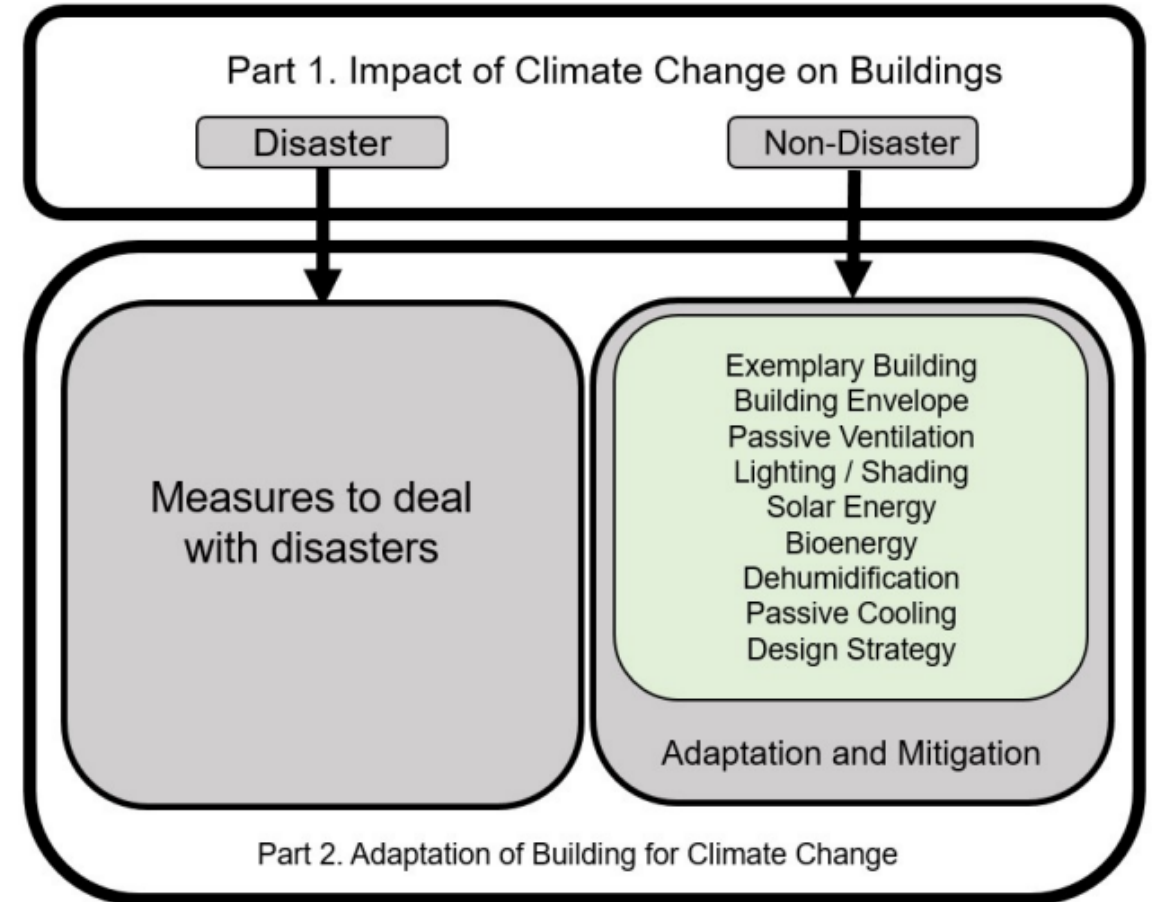 Part 1. Impact of Climate Change on Buildings
Disaster
Non-Disaster
Measures to deal
with disasters
Exemplary Building
Building Envelope
Passive Ventilation
Lighting / Shading
Solar Energy
Bioenergy
Dehumidification
Passive Cooling
Design Strategy
Adaptation and Mitigation
Part 2. Adaptation of Building for Climate Change